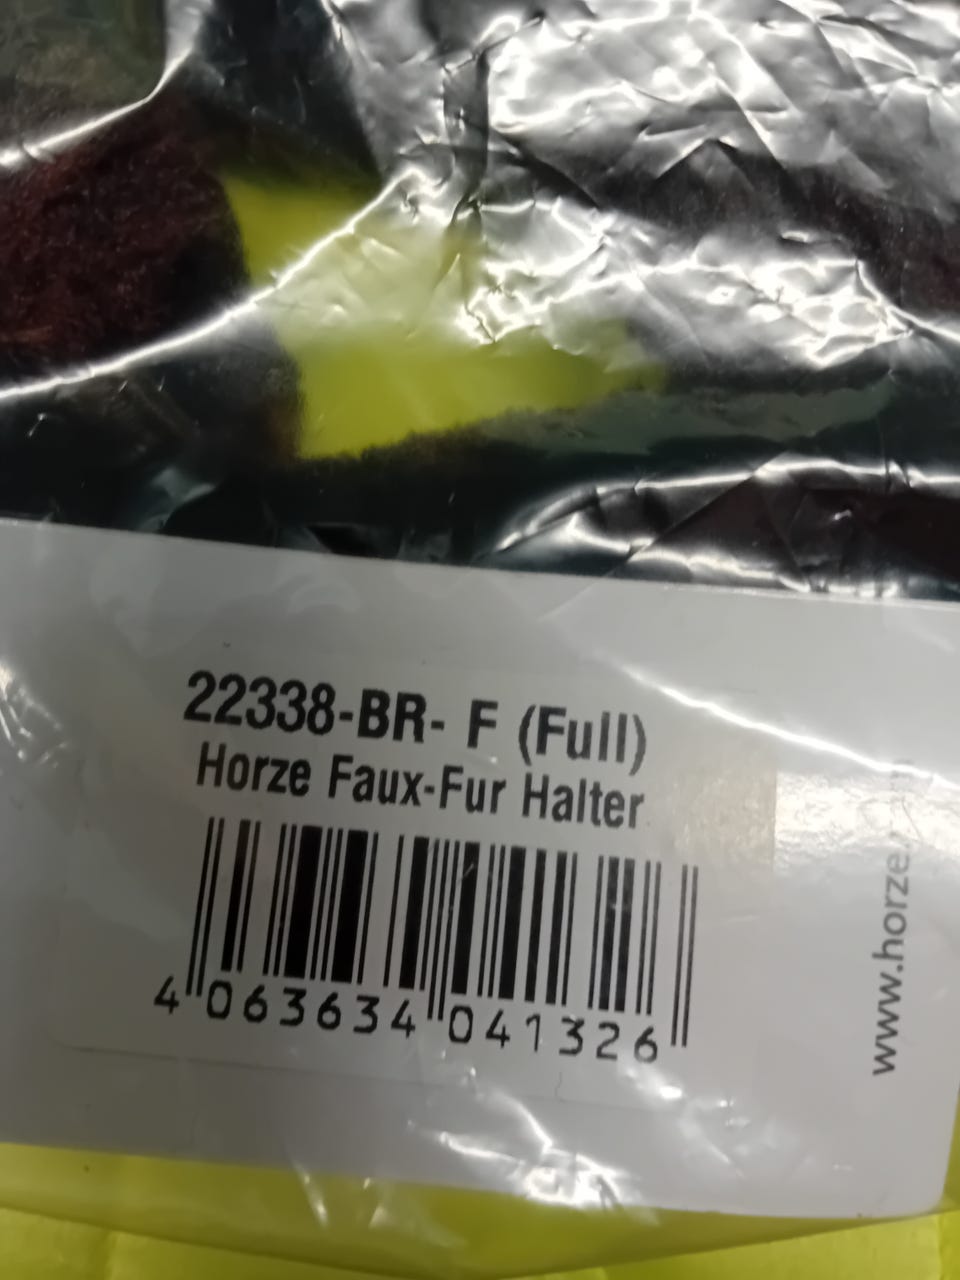 22338-BR- F (Full)
Horze Faux-Fur Halter
4 063634 041326
www.horze.